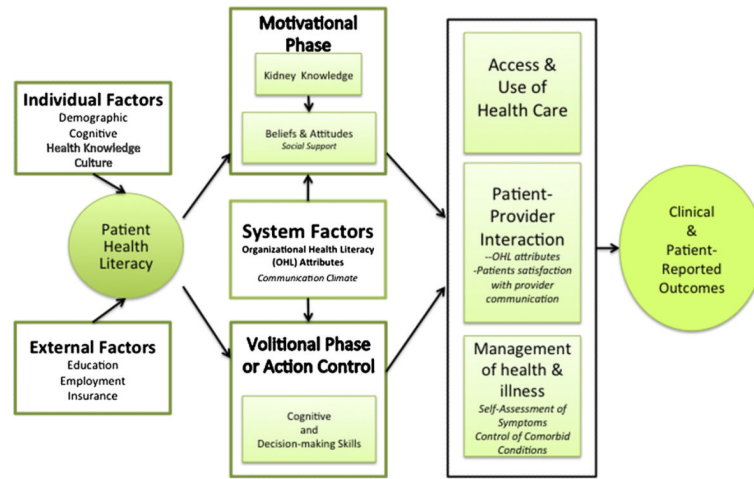 Individual Factors
Demographic
Cognitive
Health Knowledge
Culture
Patient
Health
Literacy
External Factors
Education
Employment
Insurance
Motivational
Phase
Kidney Knowledge
Beliefs & Attitudes
Social Support
System Factors
Organizational Health Literacy
(OHL) Attributes
Communication Climate
Volitional Phase
or Action Control
Cognitive
and
Decision-making Skills
Access &
Use of
Health Care
Patient-
Provider
Interaction
--OHL attributes
-Patients satisfaction
with provider
communication
Management
of health &
illness
Self-Assessment of
Symptoms
Control of Comorbid
Conditions
Clinical
&
Patient-
Reported
Outcomes